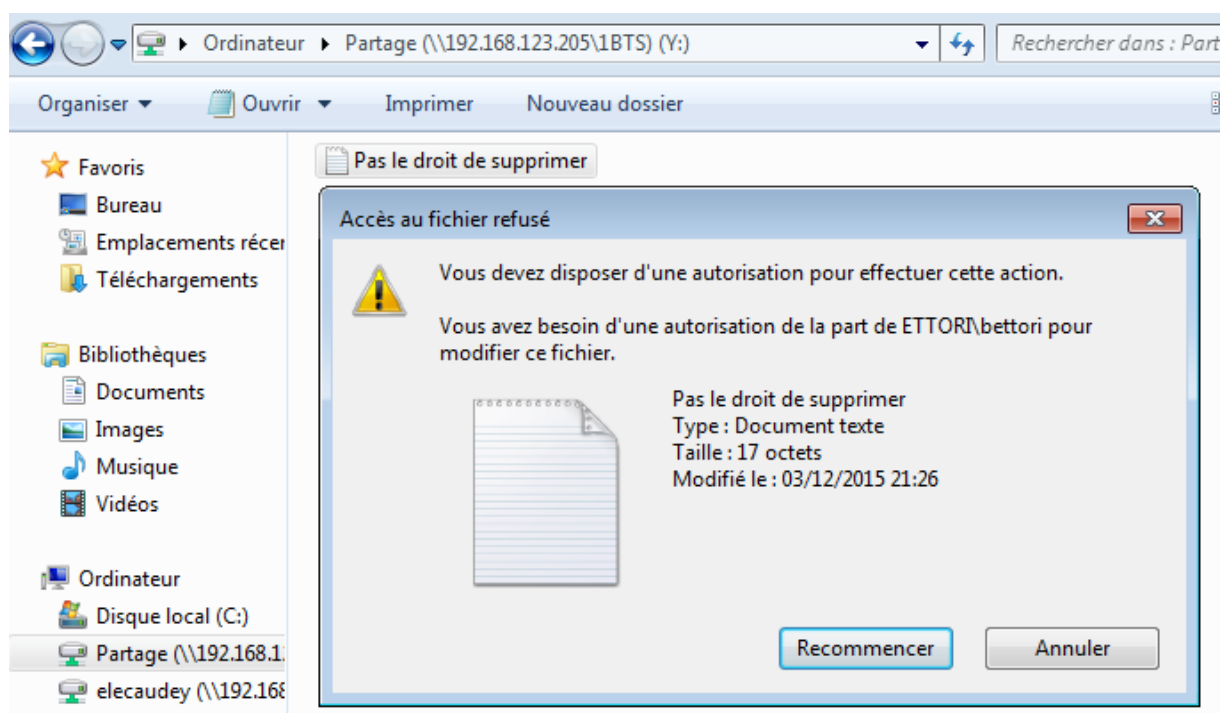 Ordinateur ▸ Partage (\\192.168.123.205\1BTS) (Y:)
Rechercher dans : Part
Organiser Ouvrir Imprimer Nouveau dossier
Favoris
Bureau
Emplacements récer
Téléchargements
Bibliothèques
Documents
Images
Musique
Vidéos
Ordinateur
Disque local (C:)
Partage (\\192.168.1
elecaudey (\\192.168
Pas le droit de supprimer
Accès au fichier refusé
Vous devez disposer d'une autorisation pour effectuer cette action.
Vous avez besoin d'une autorisation de la part de ETTORI\bettori pour
modifier ce fichier.
Pas le droit de supprimer
Type : Document texte
Taille : 17 octets
Modifié le : 03/12/2015 21:26
Recommencer
Annuler